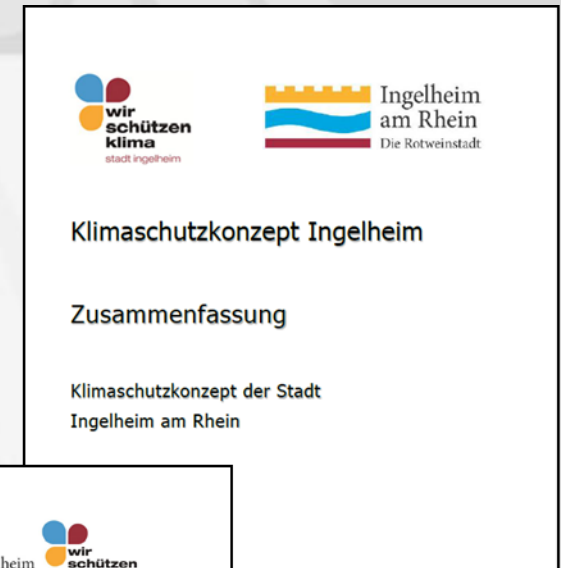 wir
schützen
klima
stadt ingelheim
Ingelheim
am Rhein
Die Rotweinstadt
Klimaschutzkonzept Ingelheim
Zusammenfassung
Klimaschutzkonzept der Stadt
Ingelheim am Rhein
heim
wir
schützen